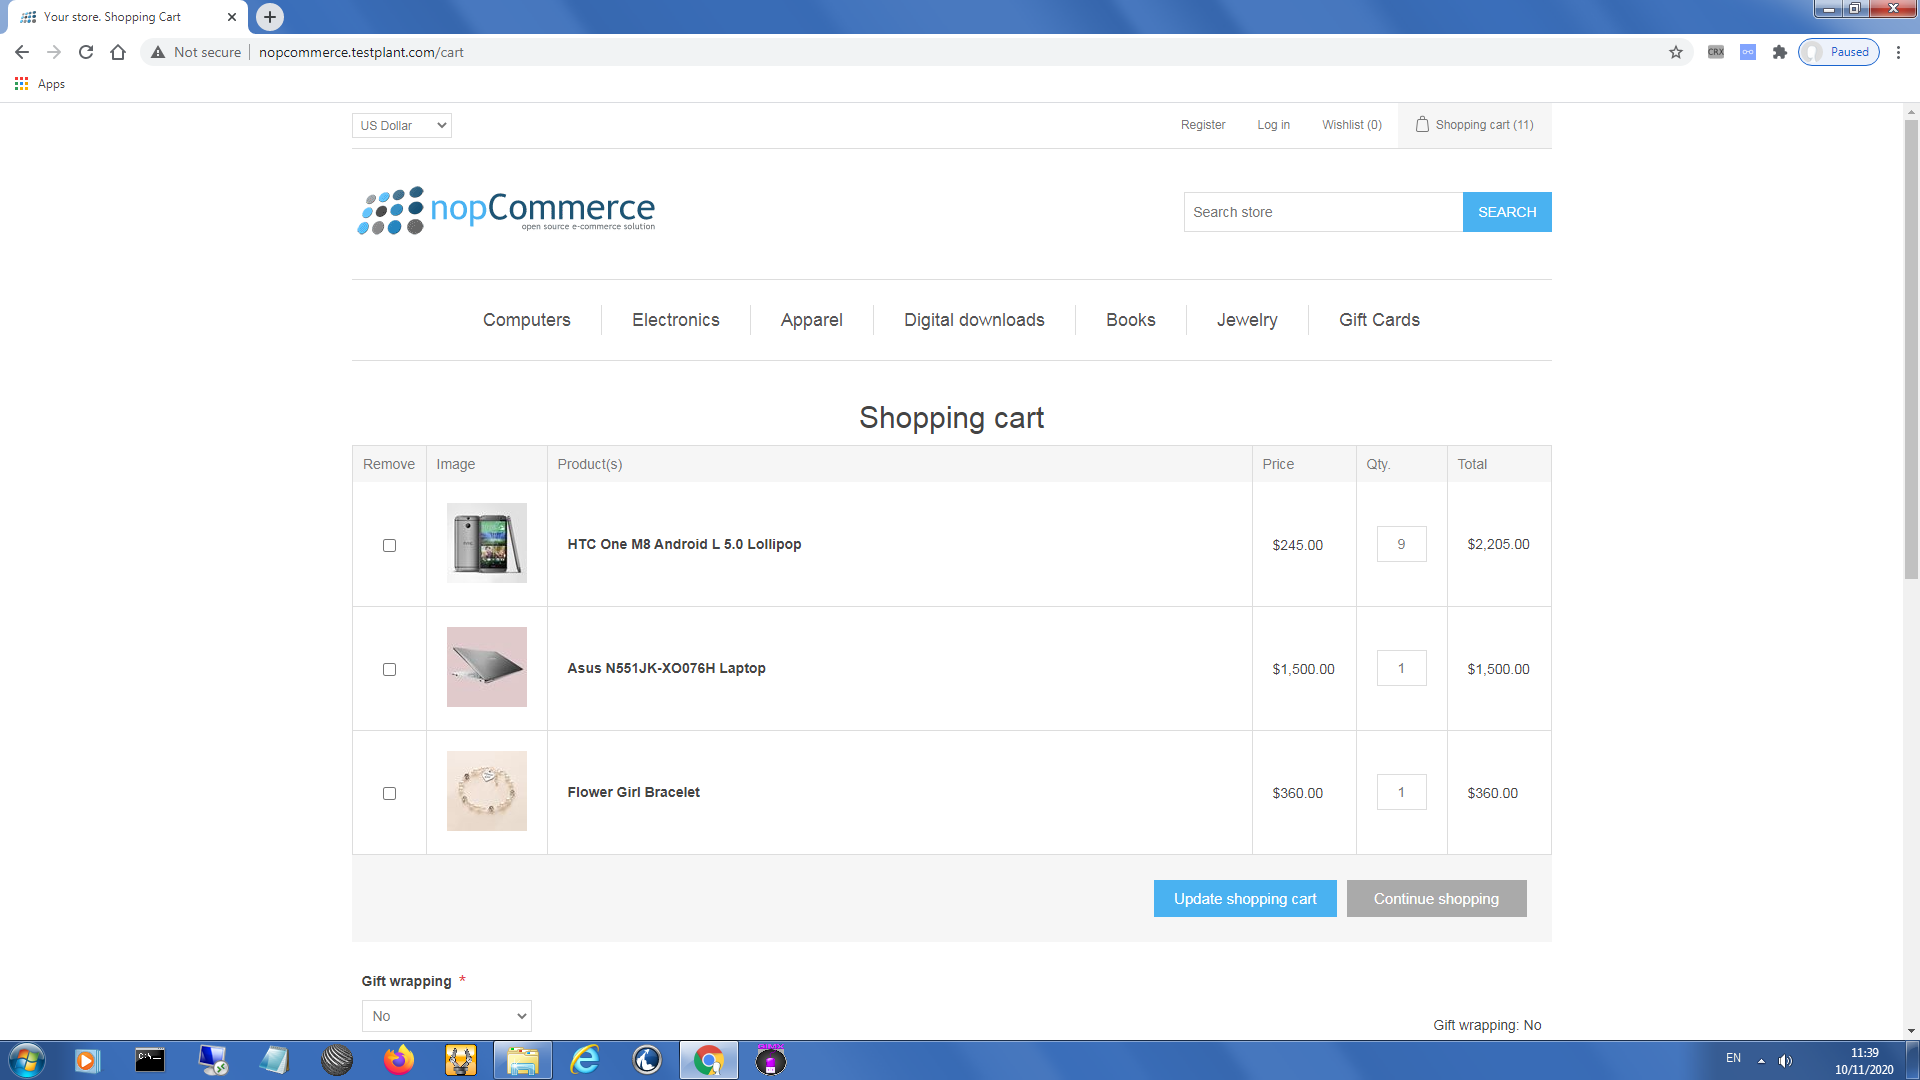 Your store. Shopping Cart
Not secure nopcommerce.testplant.com/cart
CRX
Paused
Apps
US Dollar
Register Log in Wishlist (0) Shopping cart (11)
nopCommerce
open source e-commerce solution
Search store SEARCH
Computers Electronics Apparel Digital downloads Books Jewelry Gift Cards
Shopping cart
Remove Image Product(s) Price Qty. Total
HTC One M8 Android L 5.0 Lollipop $245.00 9 $2,205.00
Asus N551JK-XO076H Laptop $1,500.00 1 $1,500.00
Flower Girl Bracelet $360.00 1 $360.00
Update shopping cart Continue shopping
Gift wrapping *
No
Gift wrapping: No
EN
11:39
10/11/2020